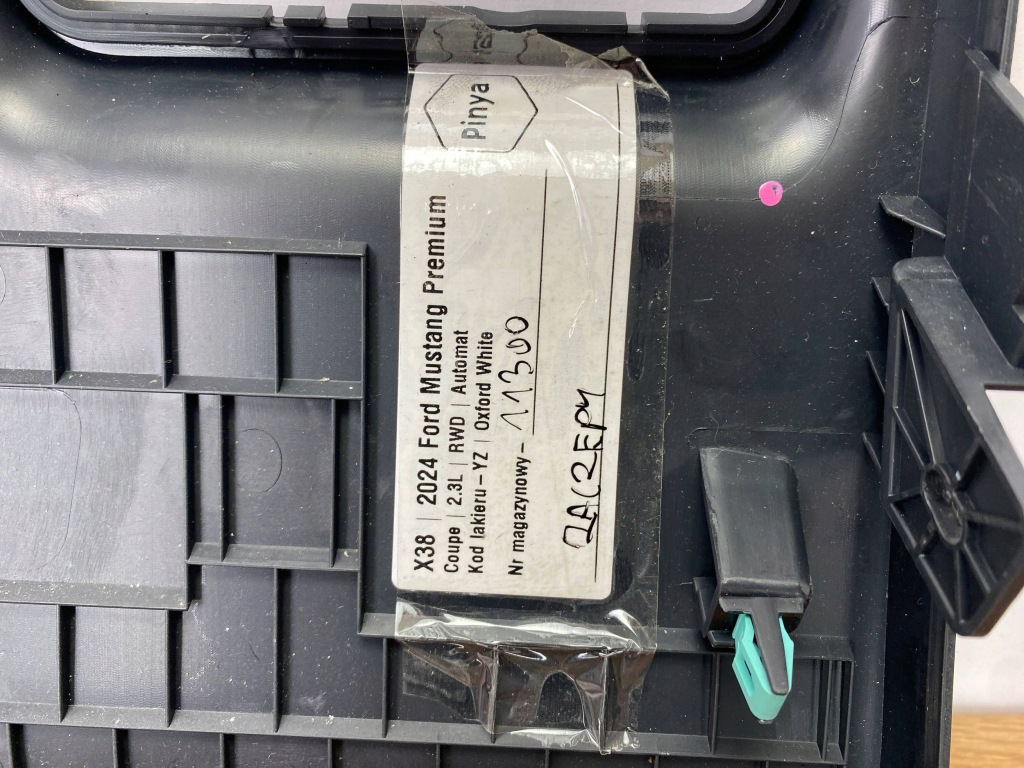 Pinya
X38 | 2024 Ford Mustang Premium
Coupe | 2.3L | RWD | Automat
Kod lakieru – YZ | Oxford White
Nr magazynowy – 11300
ZACZEPY